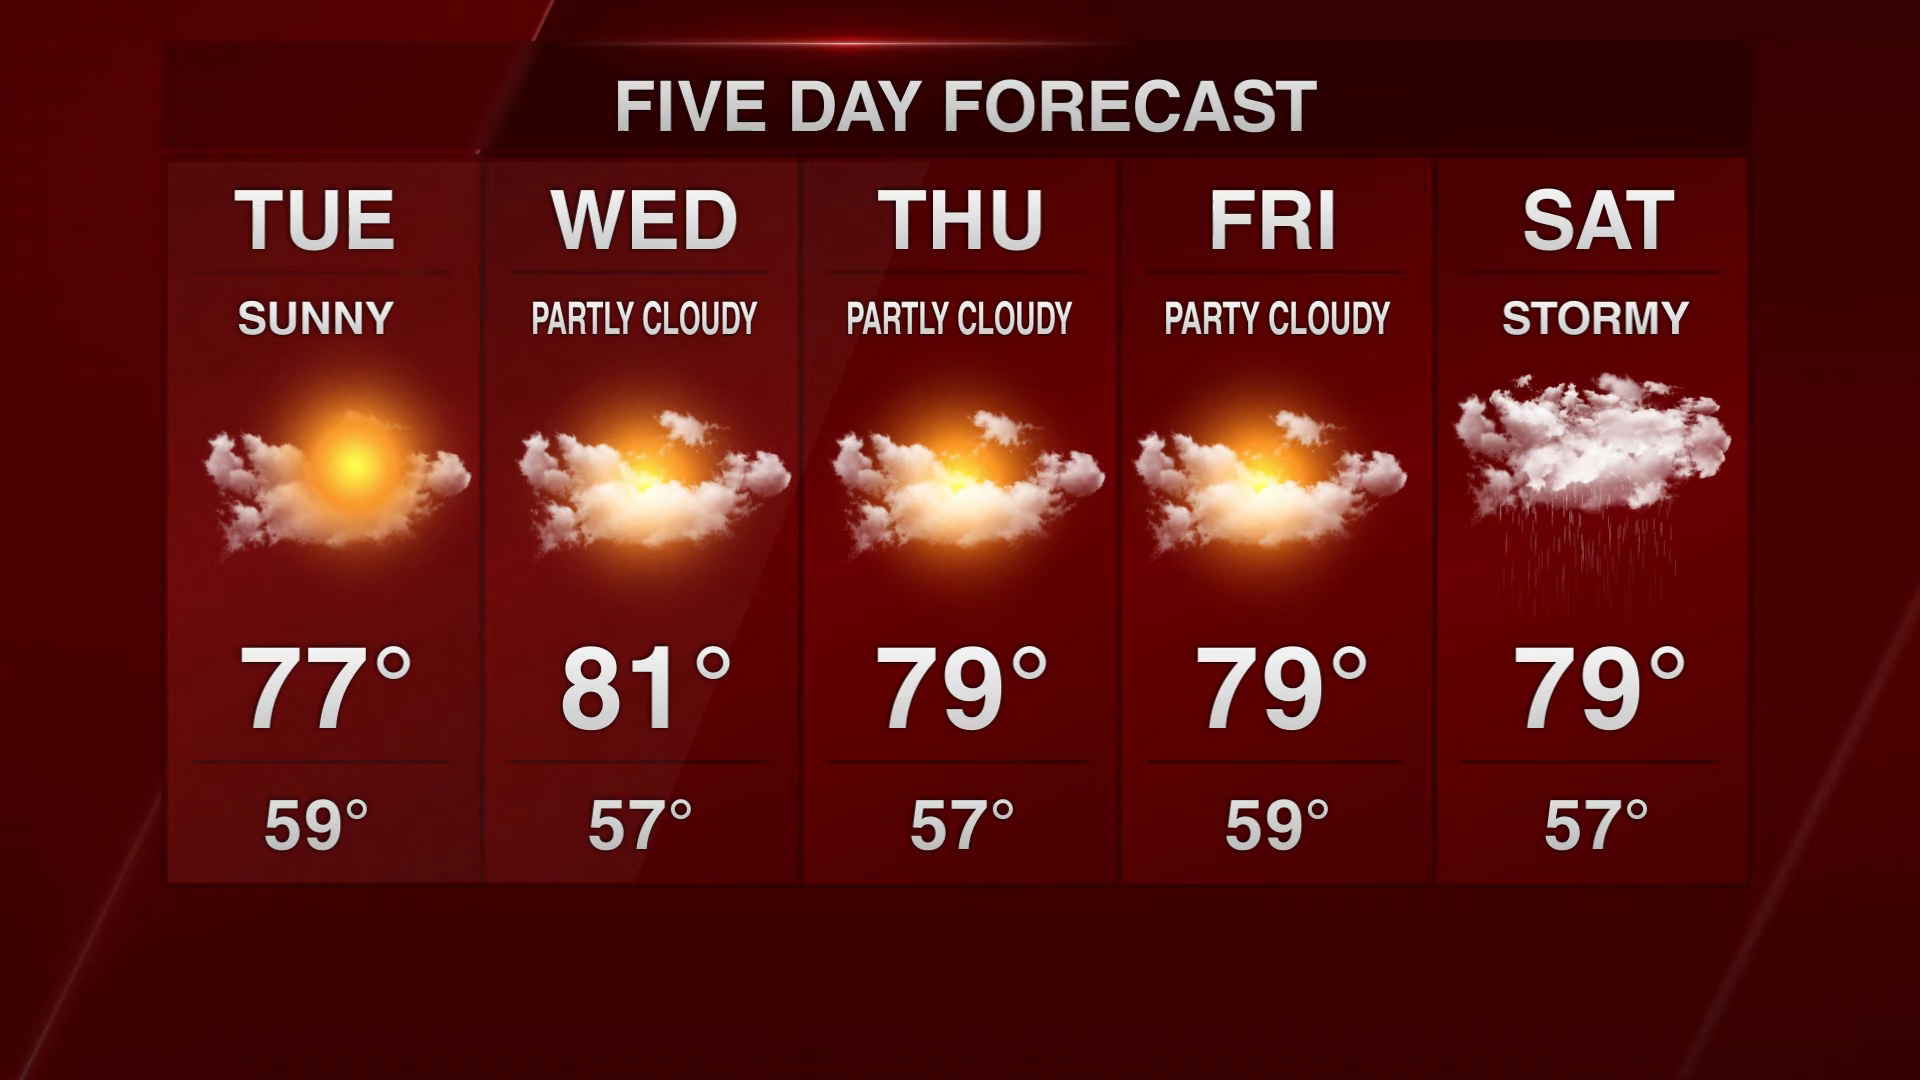 FIVE DAY FORECAST
TUE WED THU FRI SAT
SUNNY PARTLY CLOUDY PARTLY CLOUDY PARTY CLOUDY STORMY
77° 81° 79° 79° 79°
59° 57° 57° 59° 57°